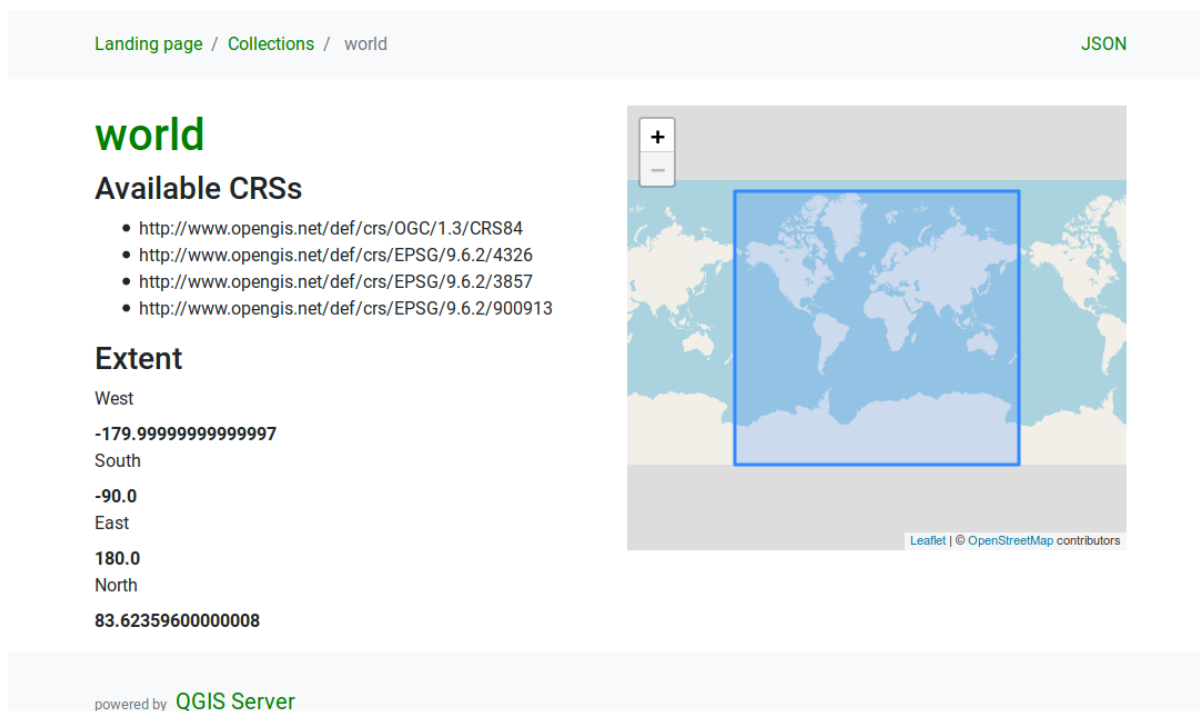 Landing page / Collections / world
JSON
world
Available CRSs
http://www.opengis.net/def/crs/OGC/1.3/CRS84
http://www.opengis.net/def/crs/EPSG/9.6.2/4326
http://www.opengis.net/def/crs/EPSG/9.6.2/3857
http://www.opengis.net/def/crs/EPSG/9.6.2/900913
Extent
West
-179.99999999999997
South
-90.0
East
180.0
North
83.62359600000008
+
−
Leaflet | © OpenStreetMap contributors
powered by QGIS Server